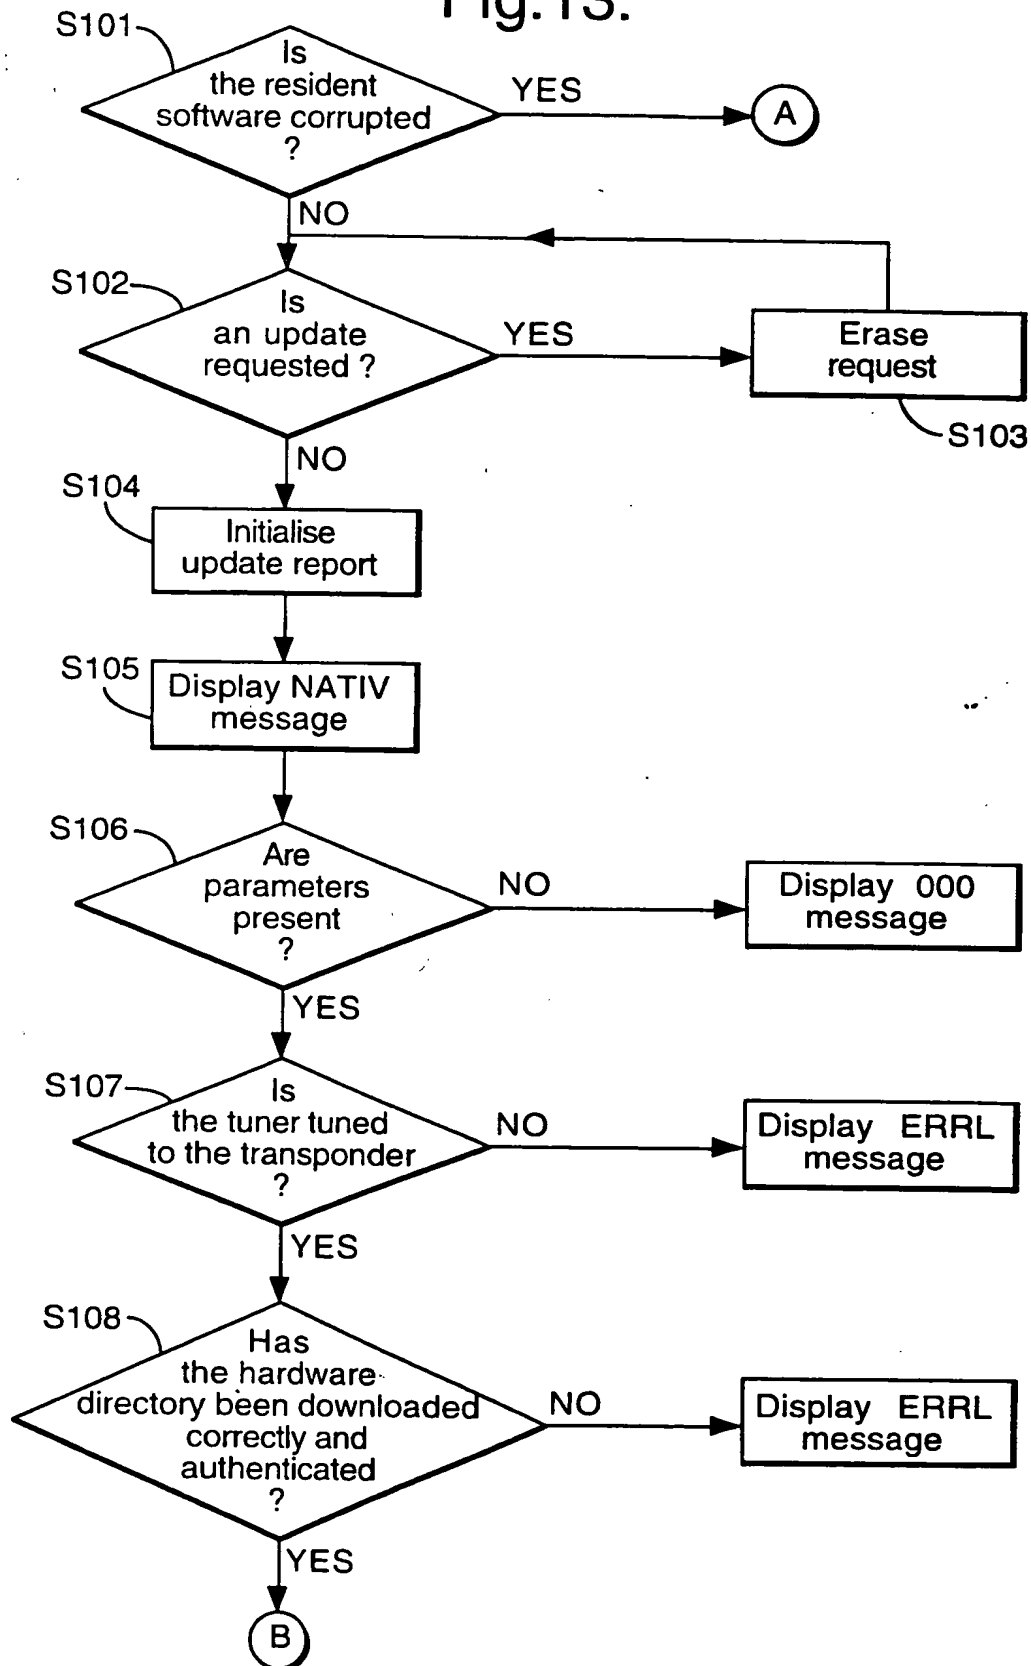 Fig.13.
S101
Is
the resident
software corrupted
?
YES
A
NO
S102
Is
an update
requested ?
YES
Erase
request
S103
NO
S104
Initialise
update report
S105
Display NATIV
message
S106
Are
parameters
present
?
NO
Display 000
message
YES
S107
Is
the tuner tuned
to the transponder
?
NO
Display ERRL
message
YES
S108
Has
the hardware
directory been downloaded
correctly and
authenticated
?
NO
Display ERRL
message
YES
B